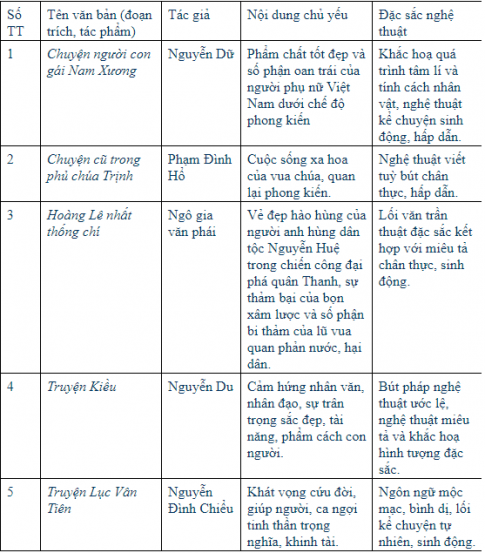 Số TT
Tên văn bản (đoạn trích, tác phẩm)
Tác giả
Nội dung chủ yếu
Đặc sắc nghệ thuật
1
Chuyện người con
gái Nam Xương
Nguyễn Dữ
Phẩm chất tốt đẹp và
số phận oan trái của
người phụ nữ Việt
Nam dưới chế độ
phong kiến
Khắc hoạ quá
trình tâm lí và
tính cách nhân
vật, nghệ thuật
kể chuyện sinh
động, hấp dẫn.
2
Chuyện cũ trong
phủ chúa Trịnh
Phạm Đình
Hổ
Cuộc sống xa hoa
của vua chúa, quan
lại phong kiến.
Nghệ thuật viết
tuỳ bút chân
thực, hấp dẫn.
3
Hoàng Lê nhất
thống chí
Ngô gia
văn phái
Vẻ đẹp hào hùng của
người anh hùng dân
tộc Nguyễn Huệ
trong chiến công đại
phá quân Thanh, sự
thảm bại của bọn
xâm lược và số phận
bi thảm của lũ vua
quan phản nước, hại
dân.
Lối văn trần
thuật đặc sắc kết
hợp với miêu tả
chân thực, sinh
động.
4
Truyện Kiều
Nguyễn Du
Cảm hứng nhân văn,
nhân đạo, sự trân
trọng sắc đẹp, tài
năng, phẩm cách con
người.
Bút pháp nghệ
thuật ước lệ,
nghệ thuật miêu
tả và khắc hoạ
hình tượng đặc
sắc.
5
Truyện Lục Vân
Tiên
Nguyễn
Đình Chiểu
Khát vọng cứu đời,
giúp người, ca ngợi
tinh thần trọng
nghĩa, khinh tài.
Ngôn ngữ mộc
mạc, bình dị, lối
kể chuyện tự
nhiên, sinh động.